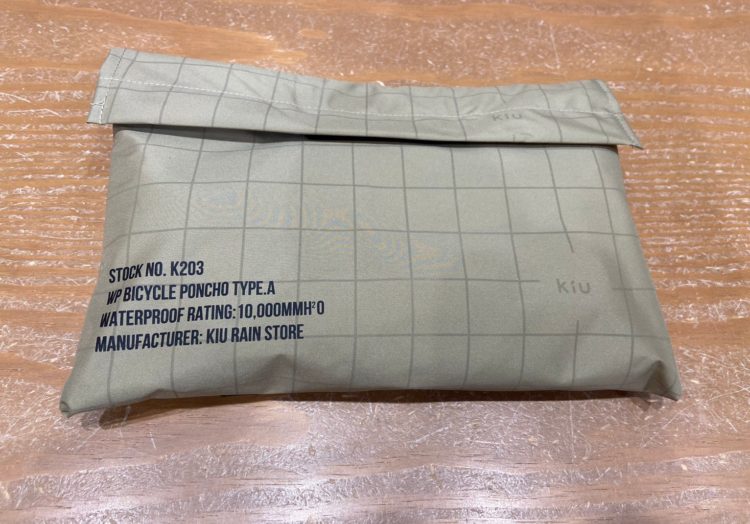 kiu
kiu
STOCK NO. K203
WP BICYCLE PONCHO TYPE.A
WATERPROOF RATING: 10,000MMH²O
MANUFACTURER: KIU RAIN STORE